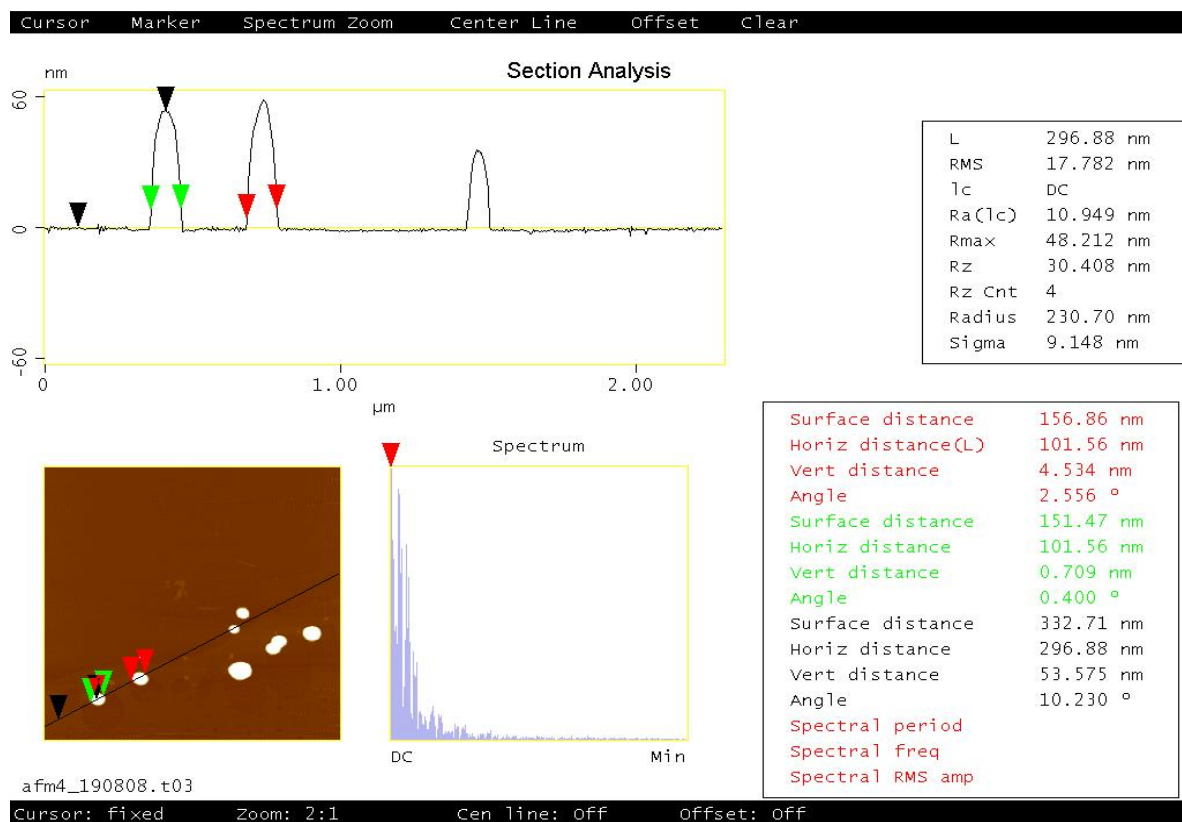 Cursor Marker Spectrum Zoom Center Line Offset Clear
nm
Section Analysis
60
0
-60
0 1.00 2.00
µm
L 296.88 nm
RMS 17.782 nm
lc DC
Ra(lc) 10.949 nm
Rmax 48.212 nm
Rz 30.408 nm
Rz Cnt 4
Radius 230.70 nm
Sigma 9.148 nm
Surface distance 156.86 nm
Horiz distance(L) 101.56 nm
Vert distance 4.534 nm
Angle 2.556 °
Surface distance 151.47 nm
Horiz distance 101.56 nm
Vert distance 0.709 nm
Angle 0.400 °
Surface distance 332.71 nm
Horiz distance 296.88 nm
Vert distance 53.575 nm
Angle 10.230 °
Spectral period
Spectral freq
Spectral RMS amp
Spectrum
DC Min
afm4_190808.t03
Cursor: fixed Zoom: 2:1 Cen line: Off Offset: Off